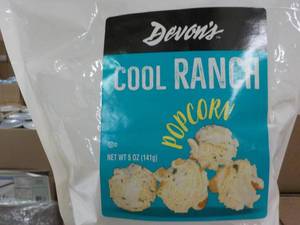 Devon's
COOL RANCH
POPCORN
NET WT 5 OZ (141g)